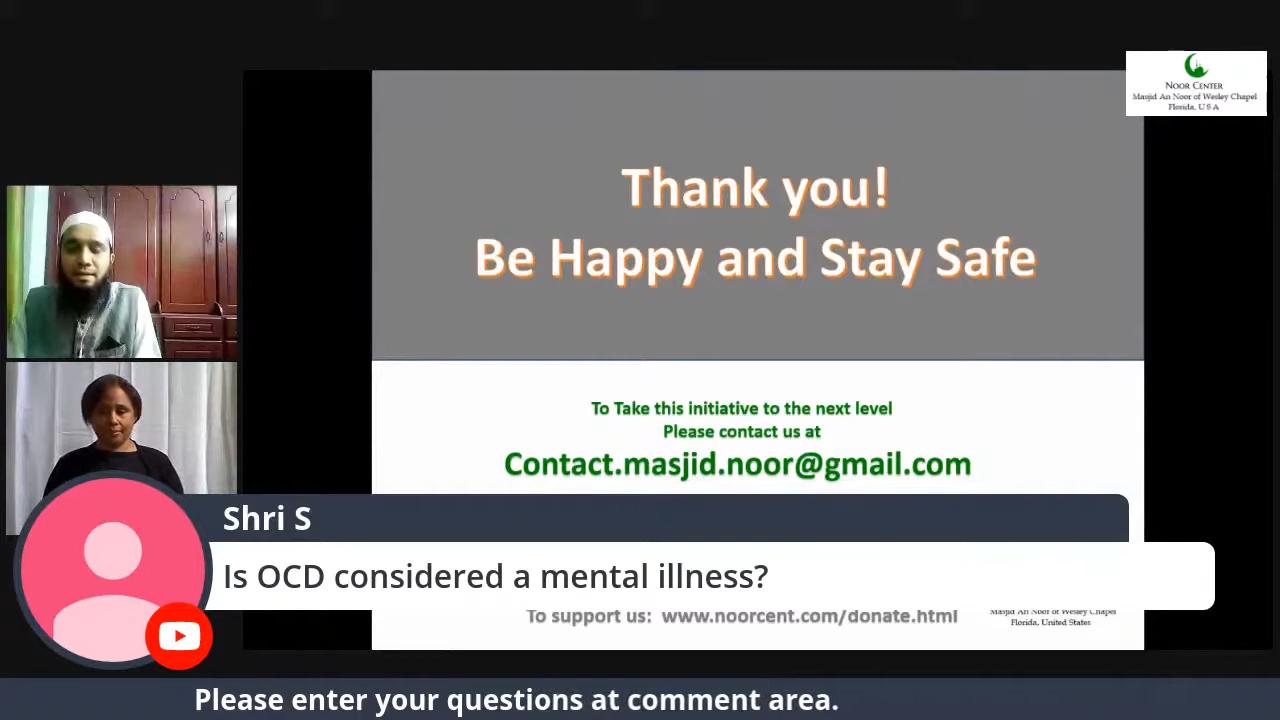 NOOR CENTER
Masjid An Noor of Wesley Chapel
Florida, U S A
Thank you!
Be Happy and Stay Safe
To Take this initiative to the next level
Please contact us at
Contact.masjid.noor@gmail.com
Shri S
Is OCD considered a mental illness?
To support us: www.noorcent.com/donate.html
Masjid An Noor of Wesley Chapel
Florida, United States
Please enter your questions at comment area.